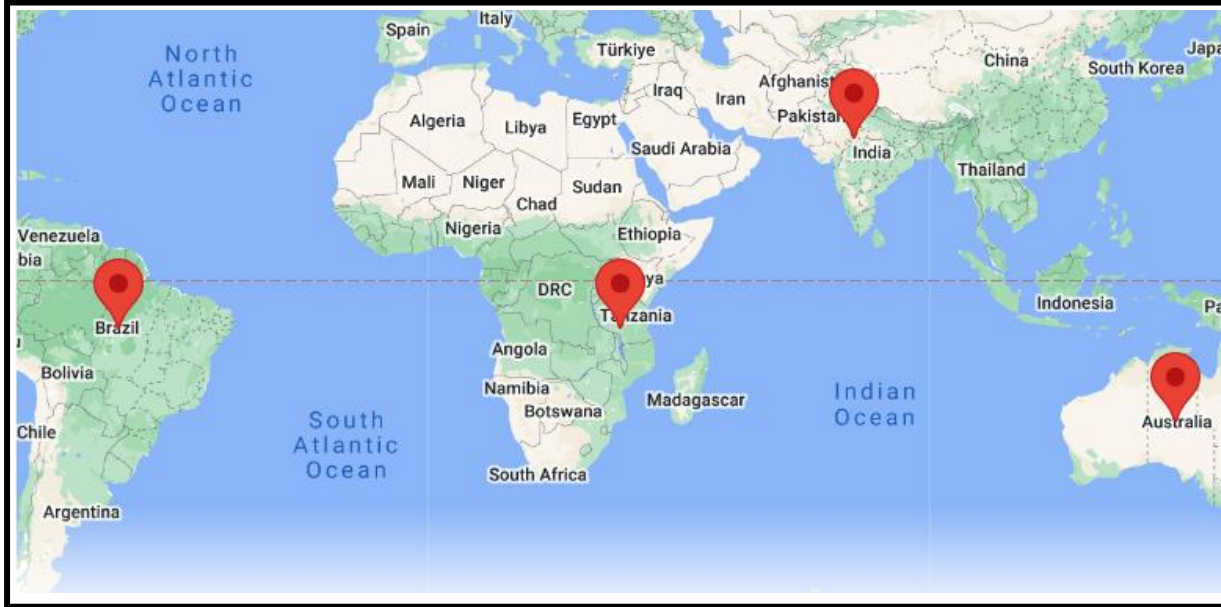 Italy
Spain
North
Atlantic
Ocean
Türkiye
Japa
China
South Korea
Afghanist
Iraq
Iran
Pakistan
Algeria
Libya
Egypt
Saudi Arabia
India
Thailand
Mali
Niger
Sudan
Chad
Nigeria
Ethiopia
Venezuela
bia
ya
DRC
Indonesia
Pa
Brazil
Tanzania
u
Angola
Bolivia
Namibia
Botswana
Madagascar
Indian
Ocean
South
Atlantic
Ocean
Australia
Chile
South Africa
Argentina